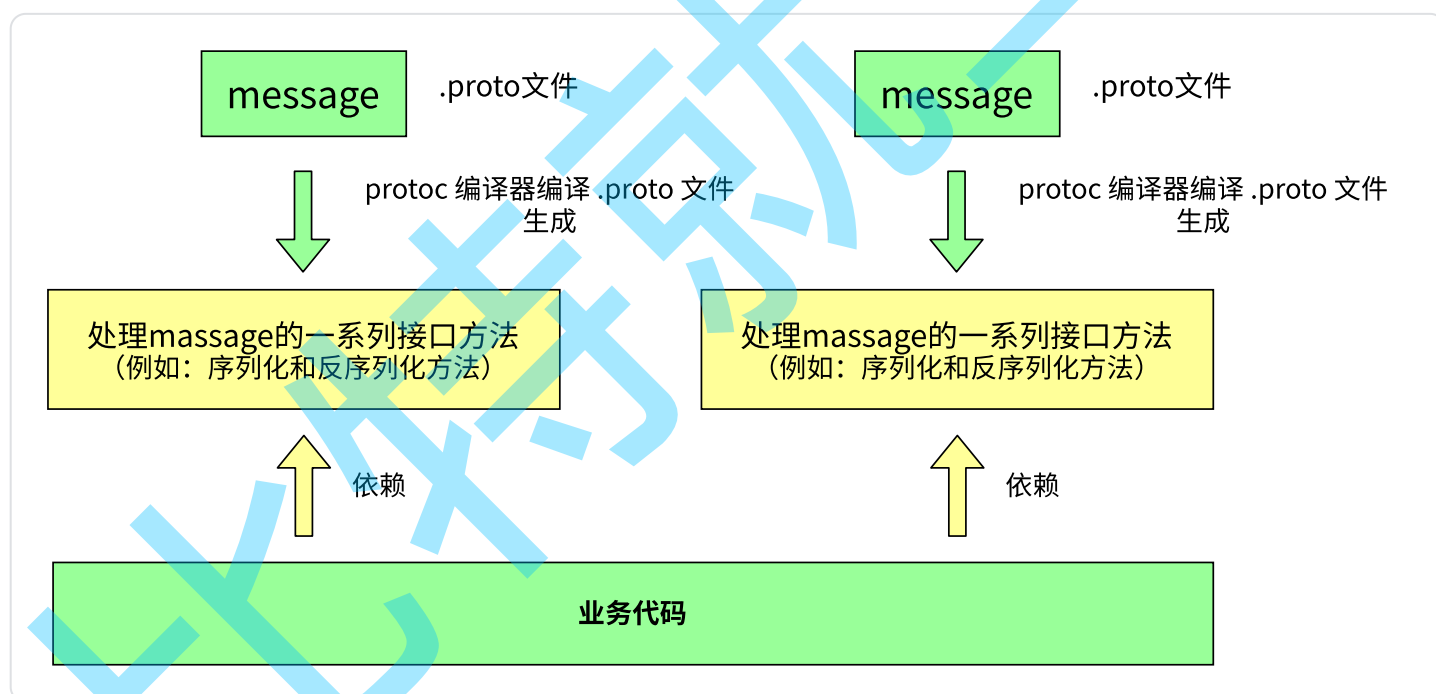 message
.proto文件
message
.proto文件
protoc 编译器编译 .proto 文件
生成
protoc 编译器编译 .proto 文件
生成
处理massage的一系列接口方法
（例如：序列化和反序列化方法）
处理massage的一系列接口方法
（例如：序列化和反序列化方法）
依赖
依赖
业务代码
比特就